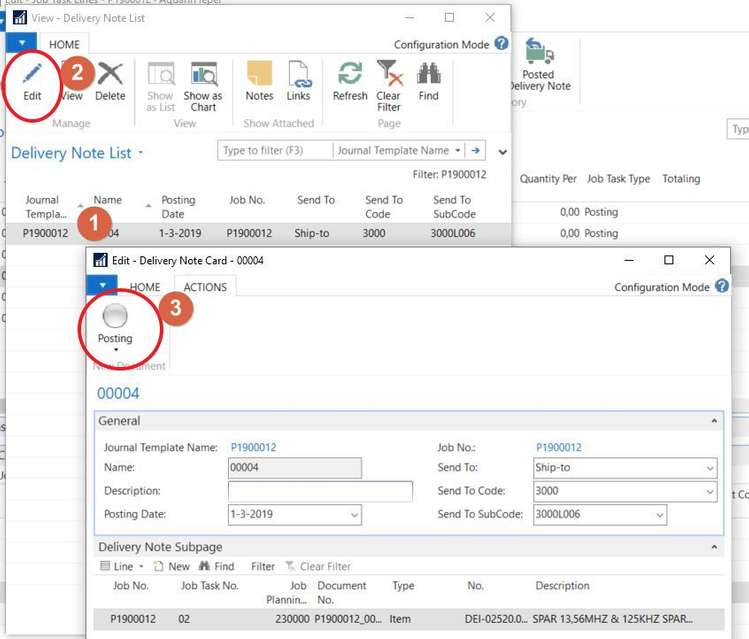 Edit - Job Task Lines - P1900012 - Aquariireper
View - Delivery Note List
HOME
Configuration Mode
2
Edit
View
Delete
Show as List
Show as Chart
Notes
Links
Refresh
Clear Filter
Find
Posted Delivery Note
Manage
View
Show Attached
Page
ory
Delivery Note List
Type to filter (F3)
Journal Template Name
Typ
Filter: P1900012
Quantity Per Job Task Type Totaling
Journal Templa... Name Posting Date Job No. Send To Send To Code Send To SubCode
0,00 Posting
1
P1900012 04 1-3-2019 P1900012 Ship-to 3000 3000L006
0,00 Posting
Edit - Delivery Note Card - 00004
HOME ACTIONS
Configuration Mode
3
Posting
New Document
00004
General
Journal Template Name: P1900012
Job No.: P1900012
Name: 00004
Send To: Ship-to
Description:
Send To Code: 3000
Posting Date: 1-3-2019
Send To SubCode: 3000L006
t Co
Delivery Note Subpage
Line New Find Filter Clear Filter
Job No. Job Task No. Job Plannin... Document No. Type No. Description
P1900012 02 230000 P1900012_00... Item DEI-02520.0... SPAR 13,56MHZ & 125KHZ SPAR...